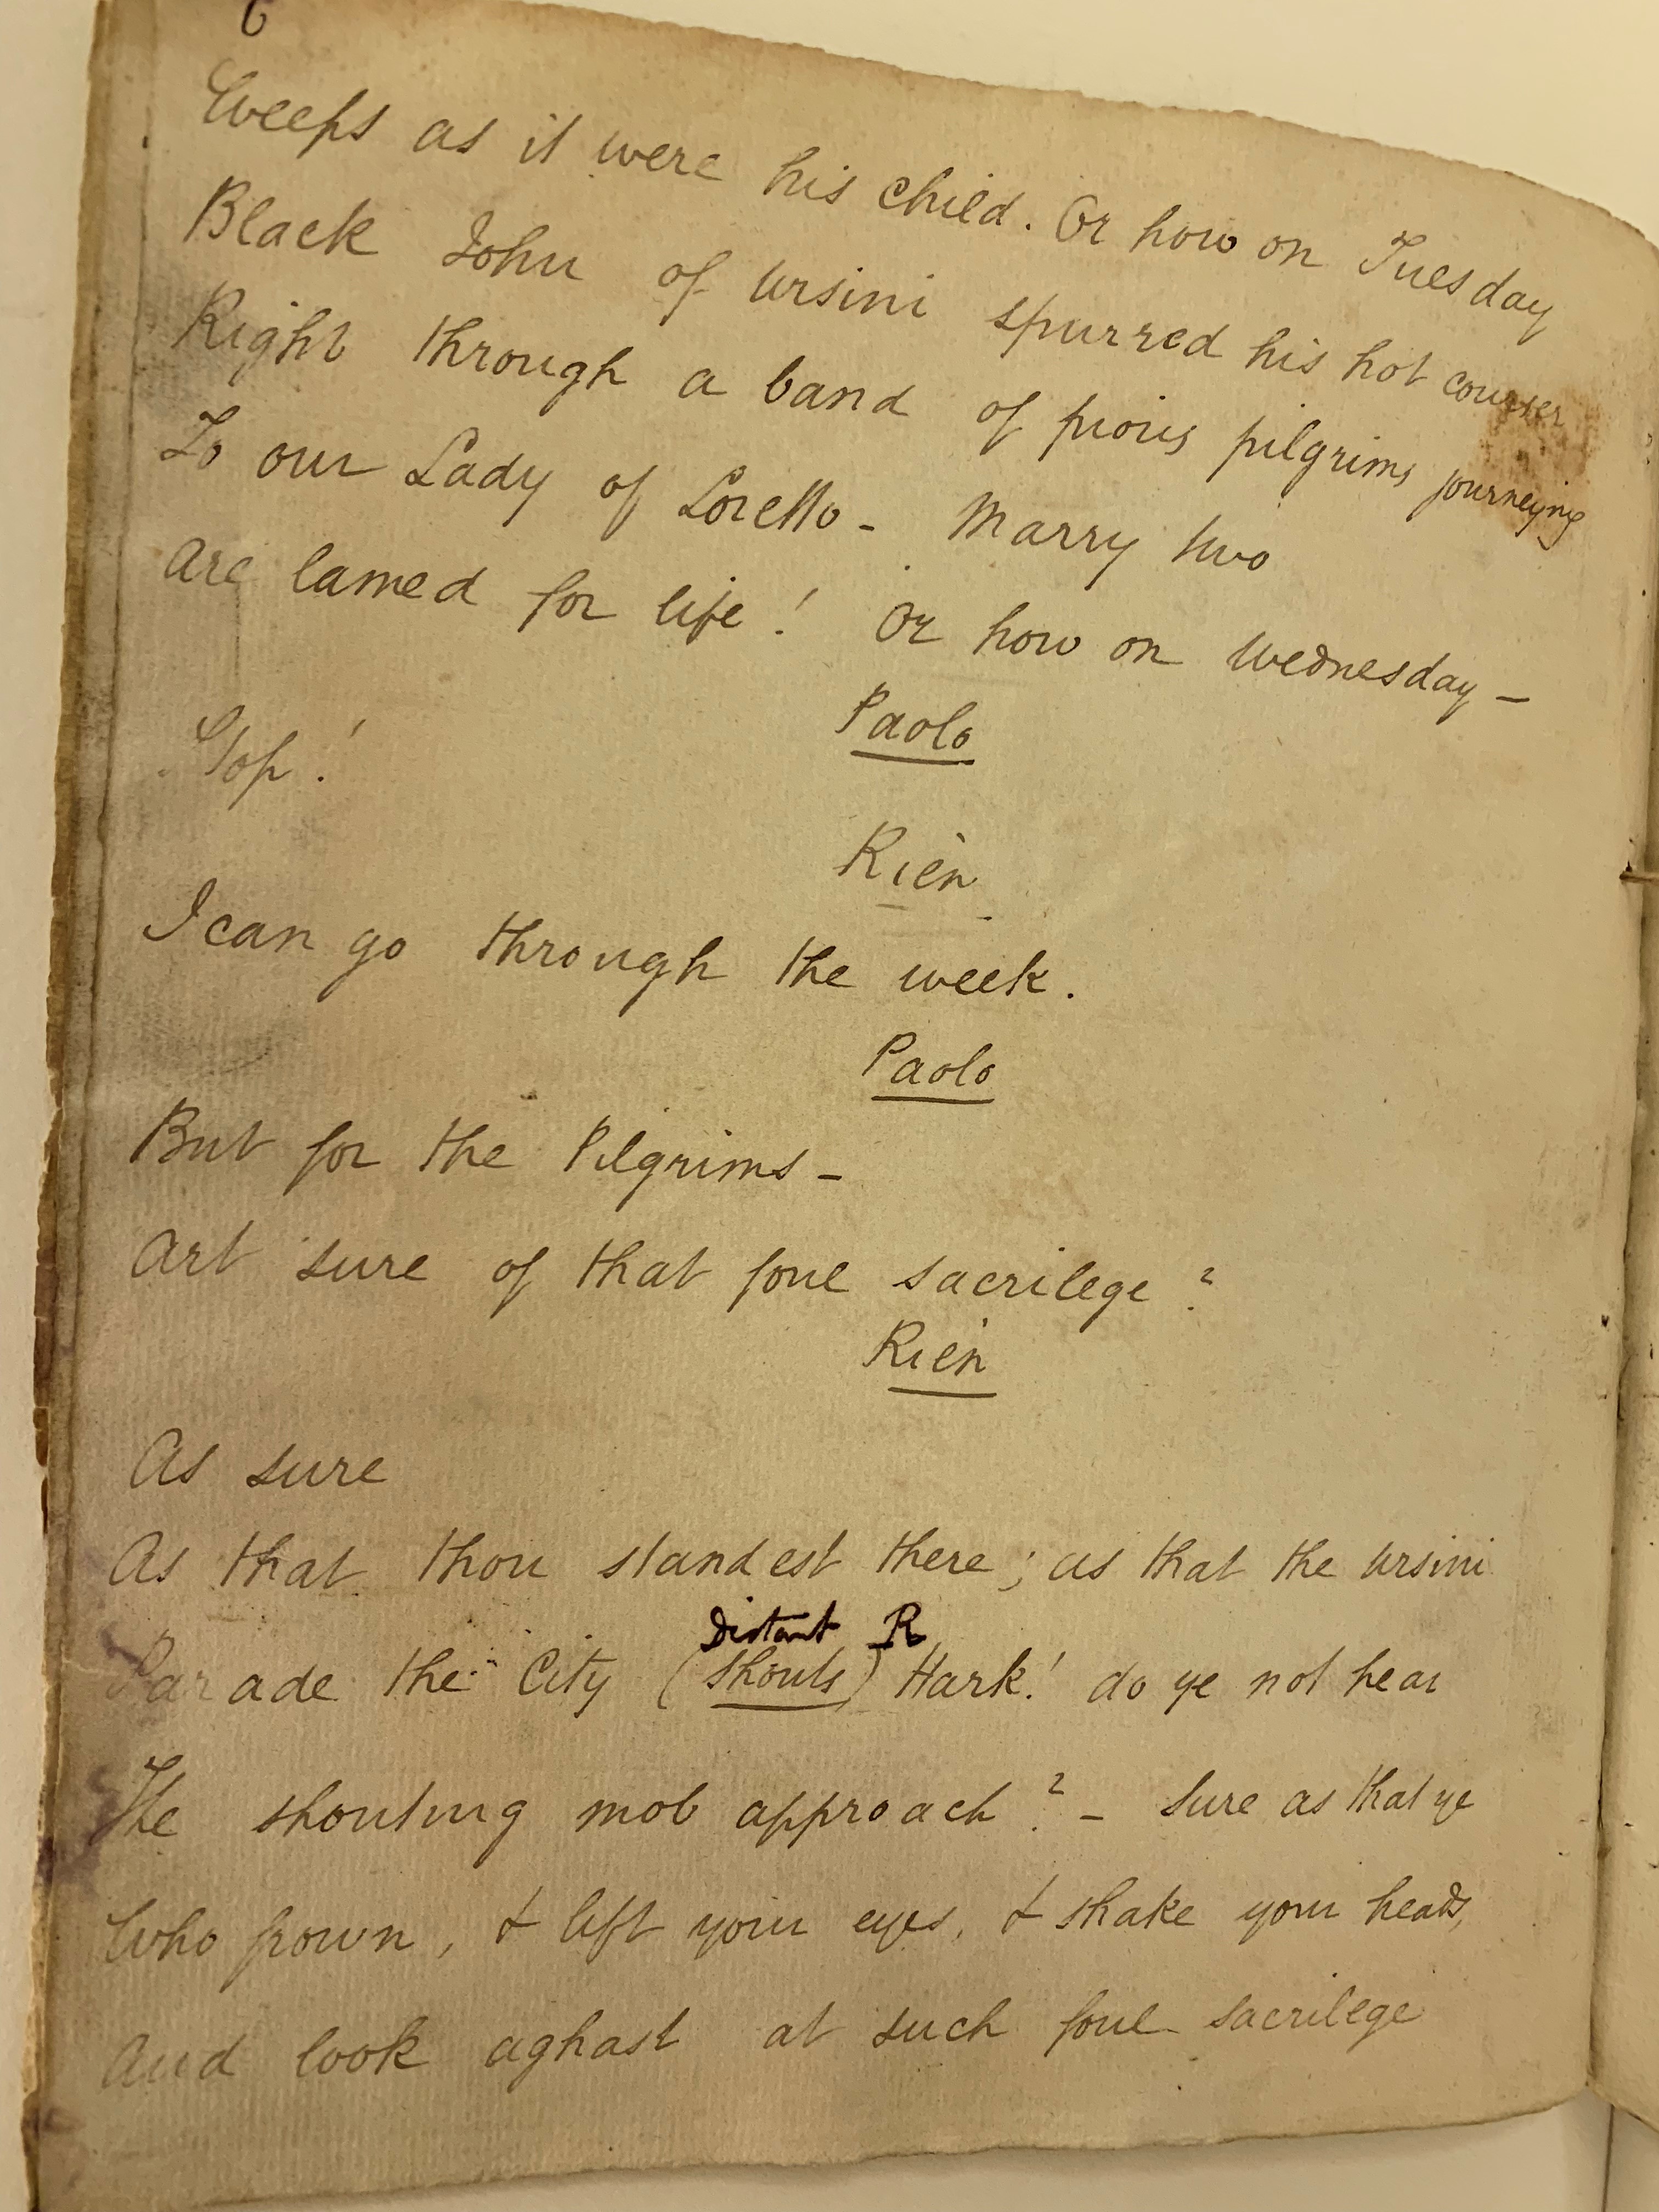 6
Weeps as it were his child. Or how on Tuesday
Black John of Ursini spurred his hot courser
Right through a band of pious pilgrims journeying
To our Lady of Loretto - Marry two
Are lamed for life! Or how on Wednesday -
Paolo
Stop!
Rien
I can go through the week.
Paolo
But for the Pilgrims -
Art sure of that foul sacrilege?
Rien
As sure
As that thou standest there; as that the Ursini
Distant R
Parade the City (shouts) Hark! do ye not hear
The shouting mob approach? - Sure as that ye
Who frown, & lift your eyes, & shake your heads,
And look aghast at such foul sacrilege